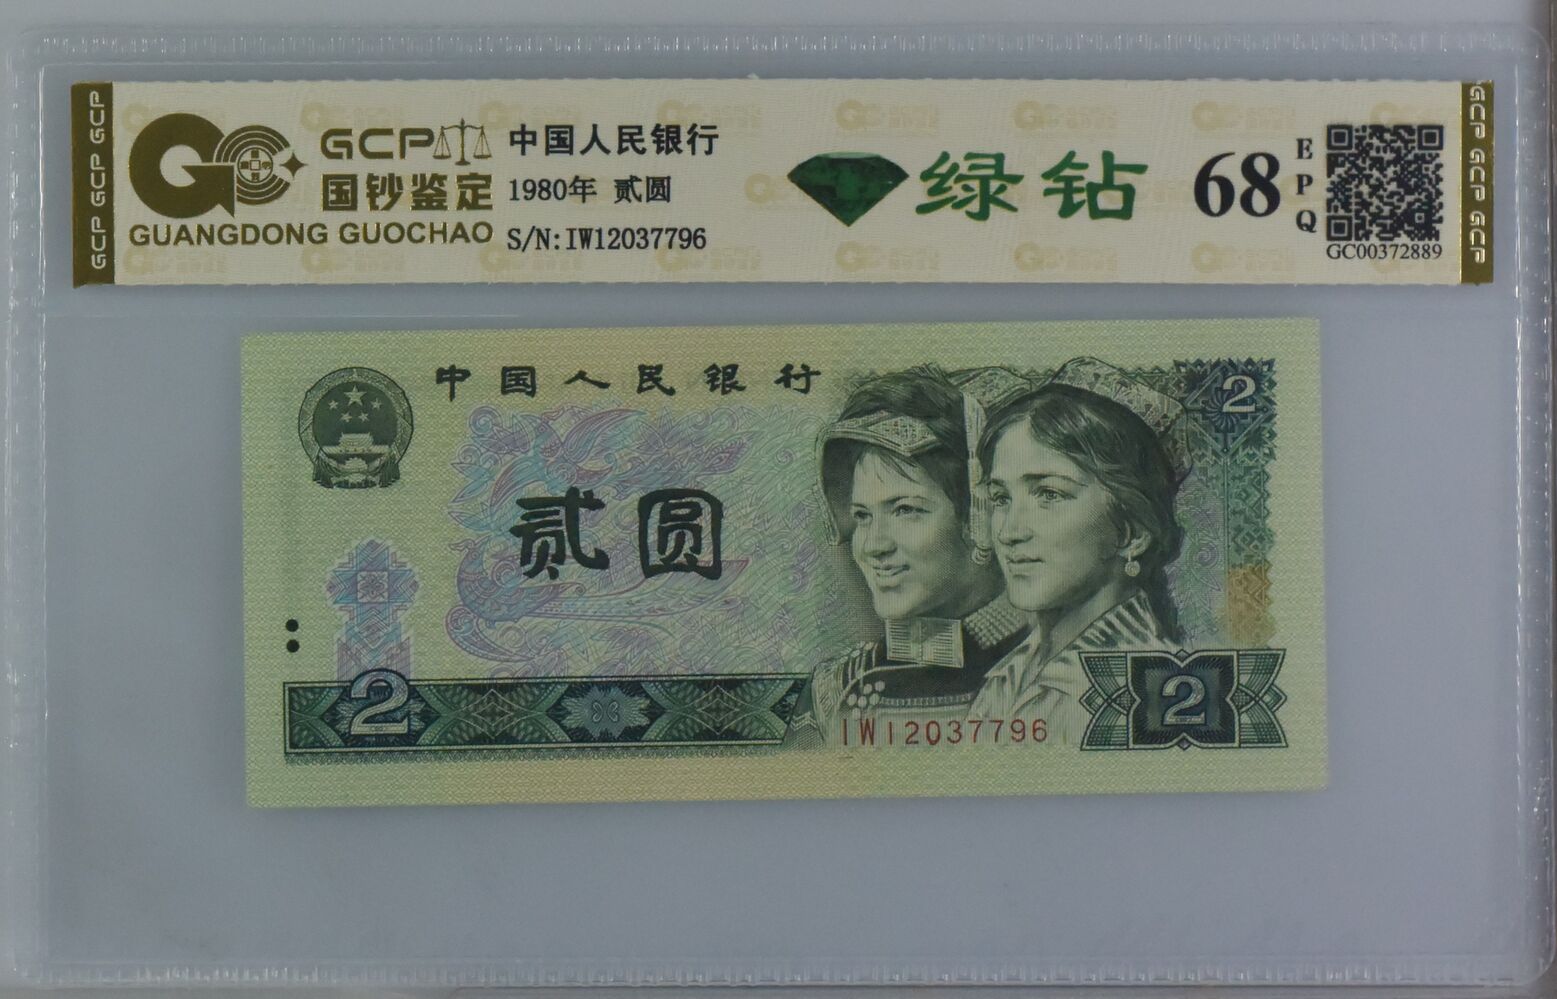 GCP GCP GCP
GCP
国钞鉴定
GUANGDONG GUOCHAO
中国人民银行
1980年 贰圆
S/N:IW12037796
绿钻
68
EPQ
GC00372889
GCP GCP GCP
中国人民银行
2
贰圆
2
2
IW12037796